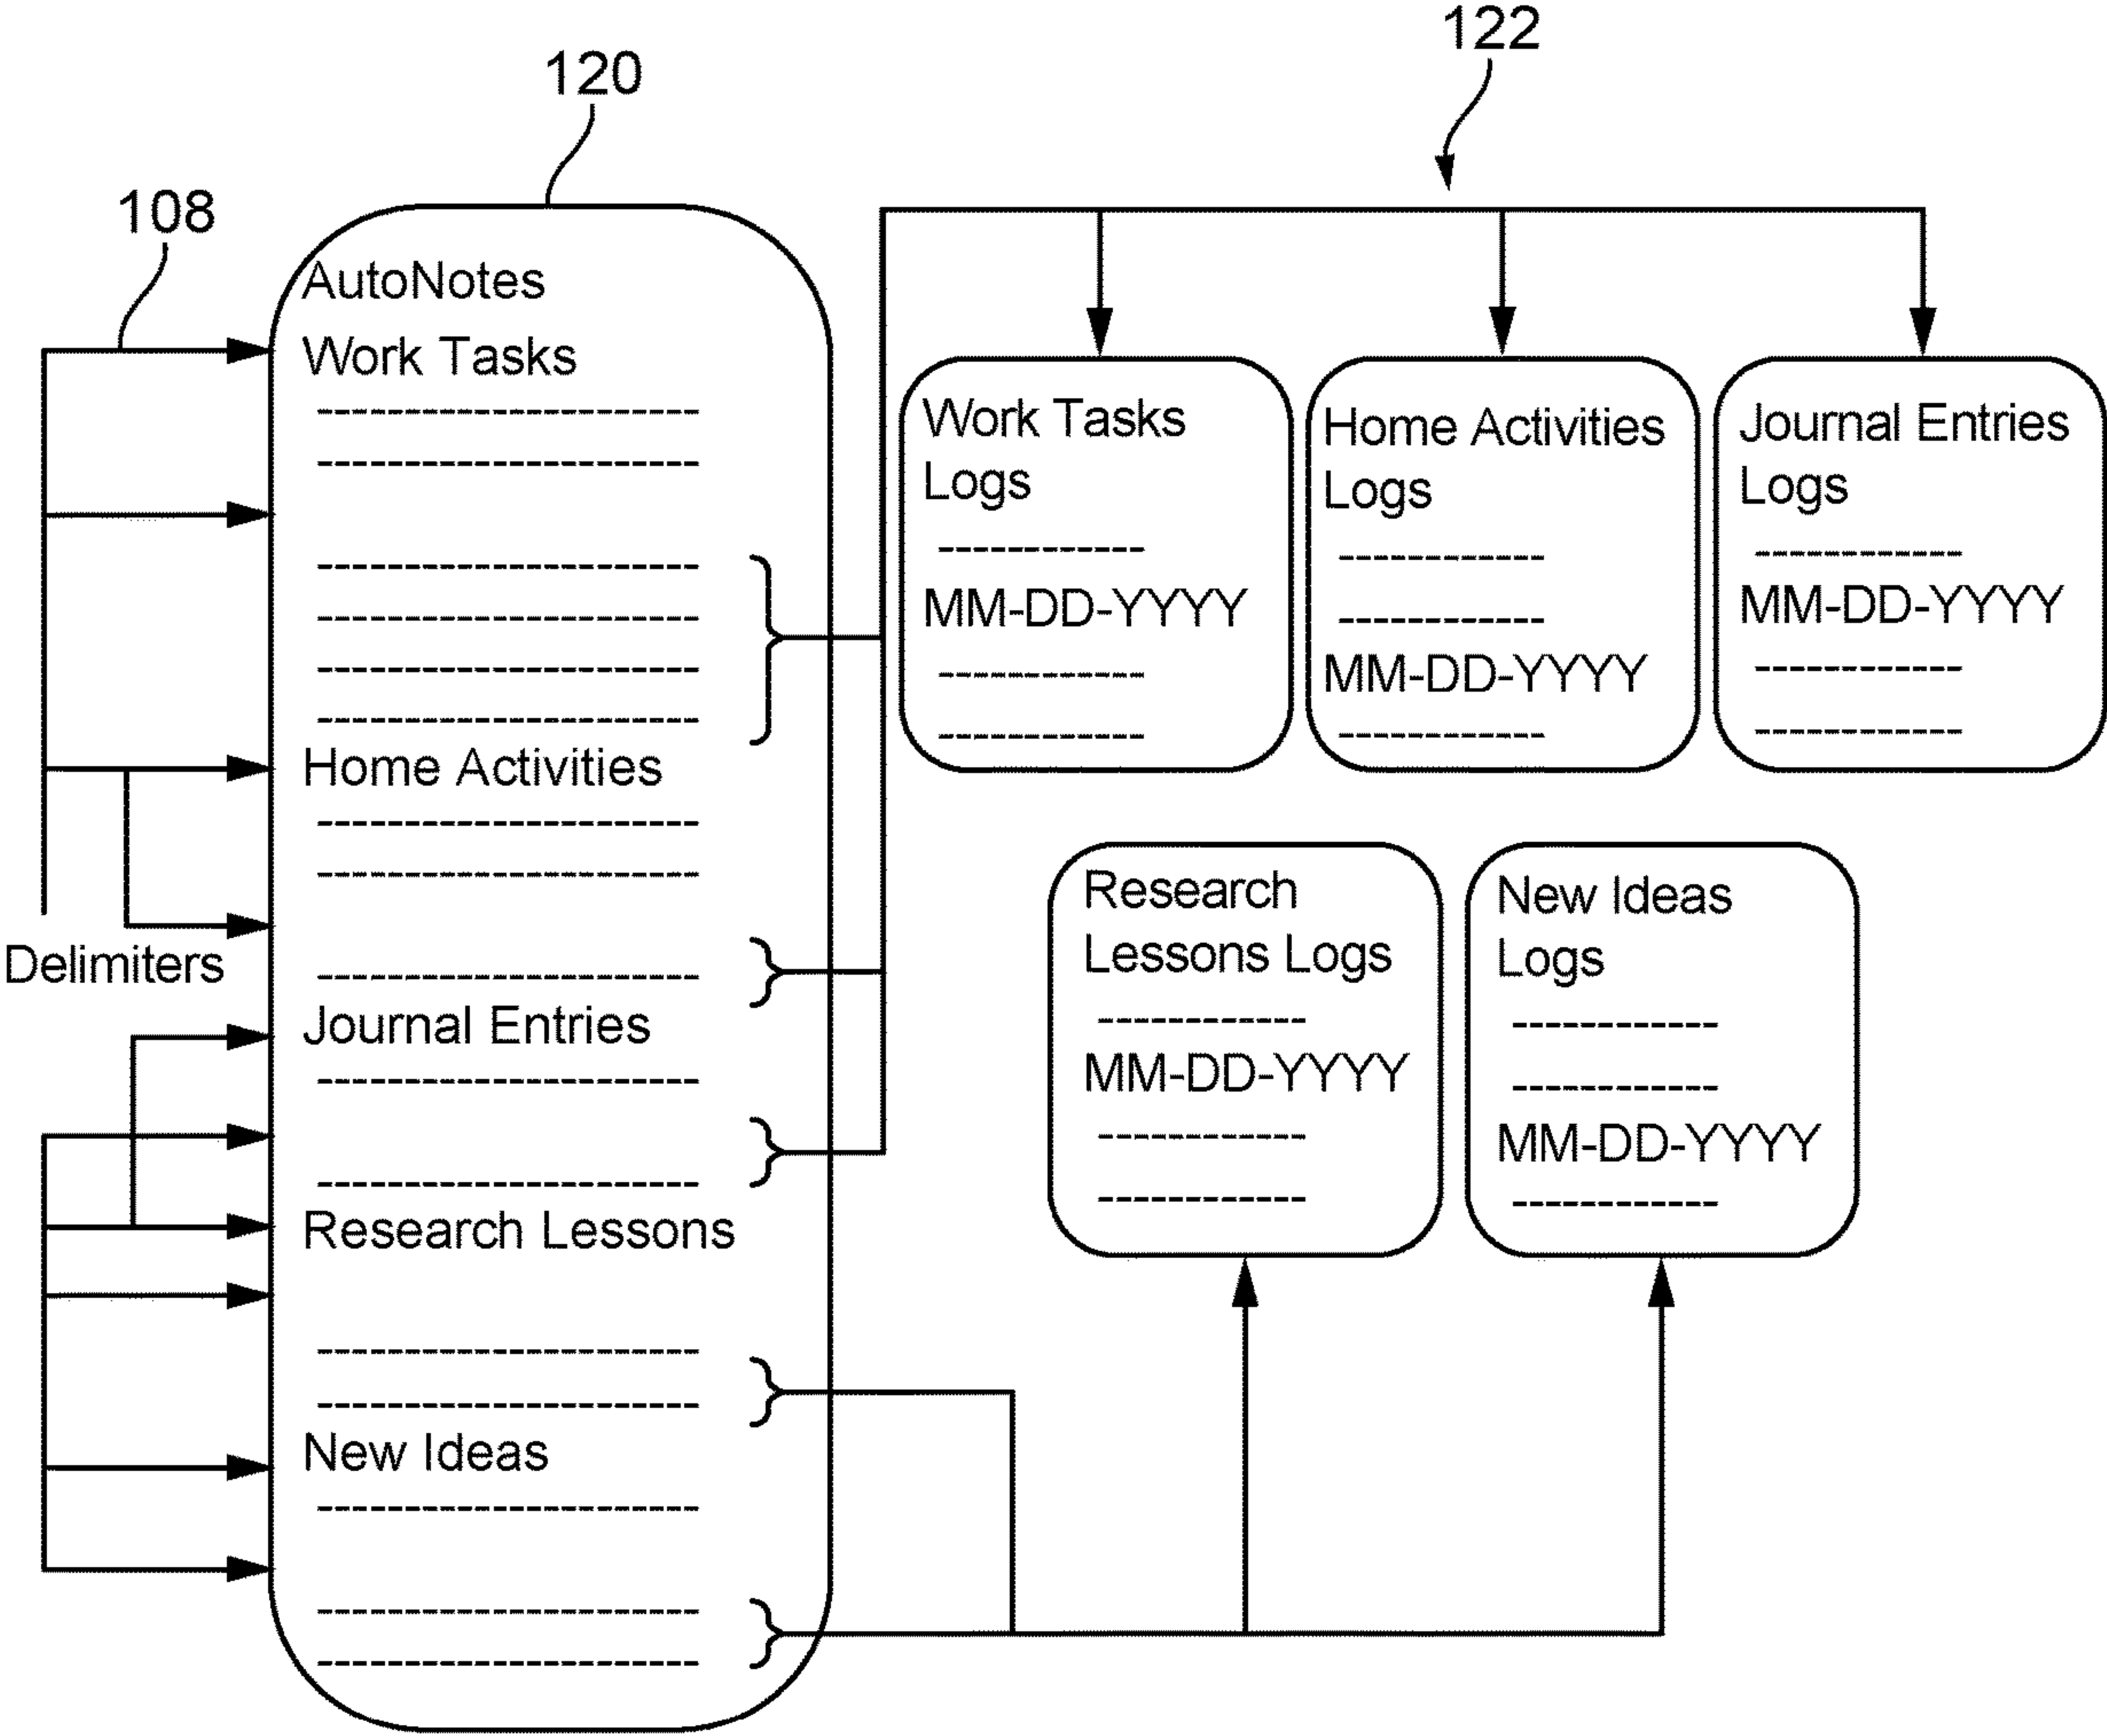 122
120
108
AutoNotes
Work Tasks
Home Activities
Delimiters
Journal Entries
Research Lessons
New Ideas
Work Tasks
Logs
MM-DD-YYYY
Home Activities
Logs
MM-DD-YYYY
Journal Entries
Logs
MM-DD-YYYY
Research
Lessons Logs
MM-DD-YYYY
New Ideas
Logs
MM-DD-YYYY